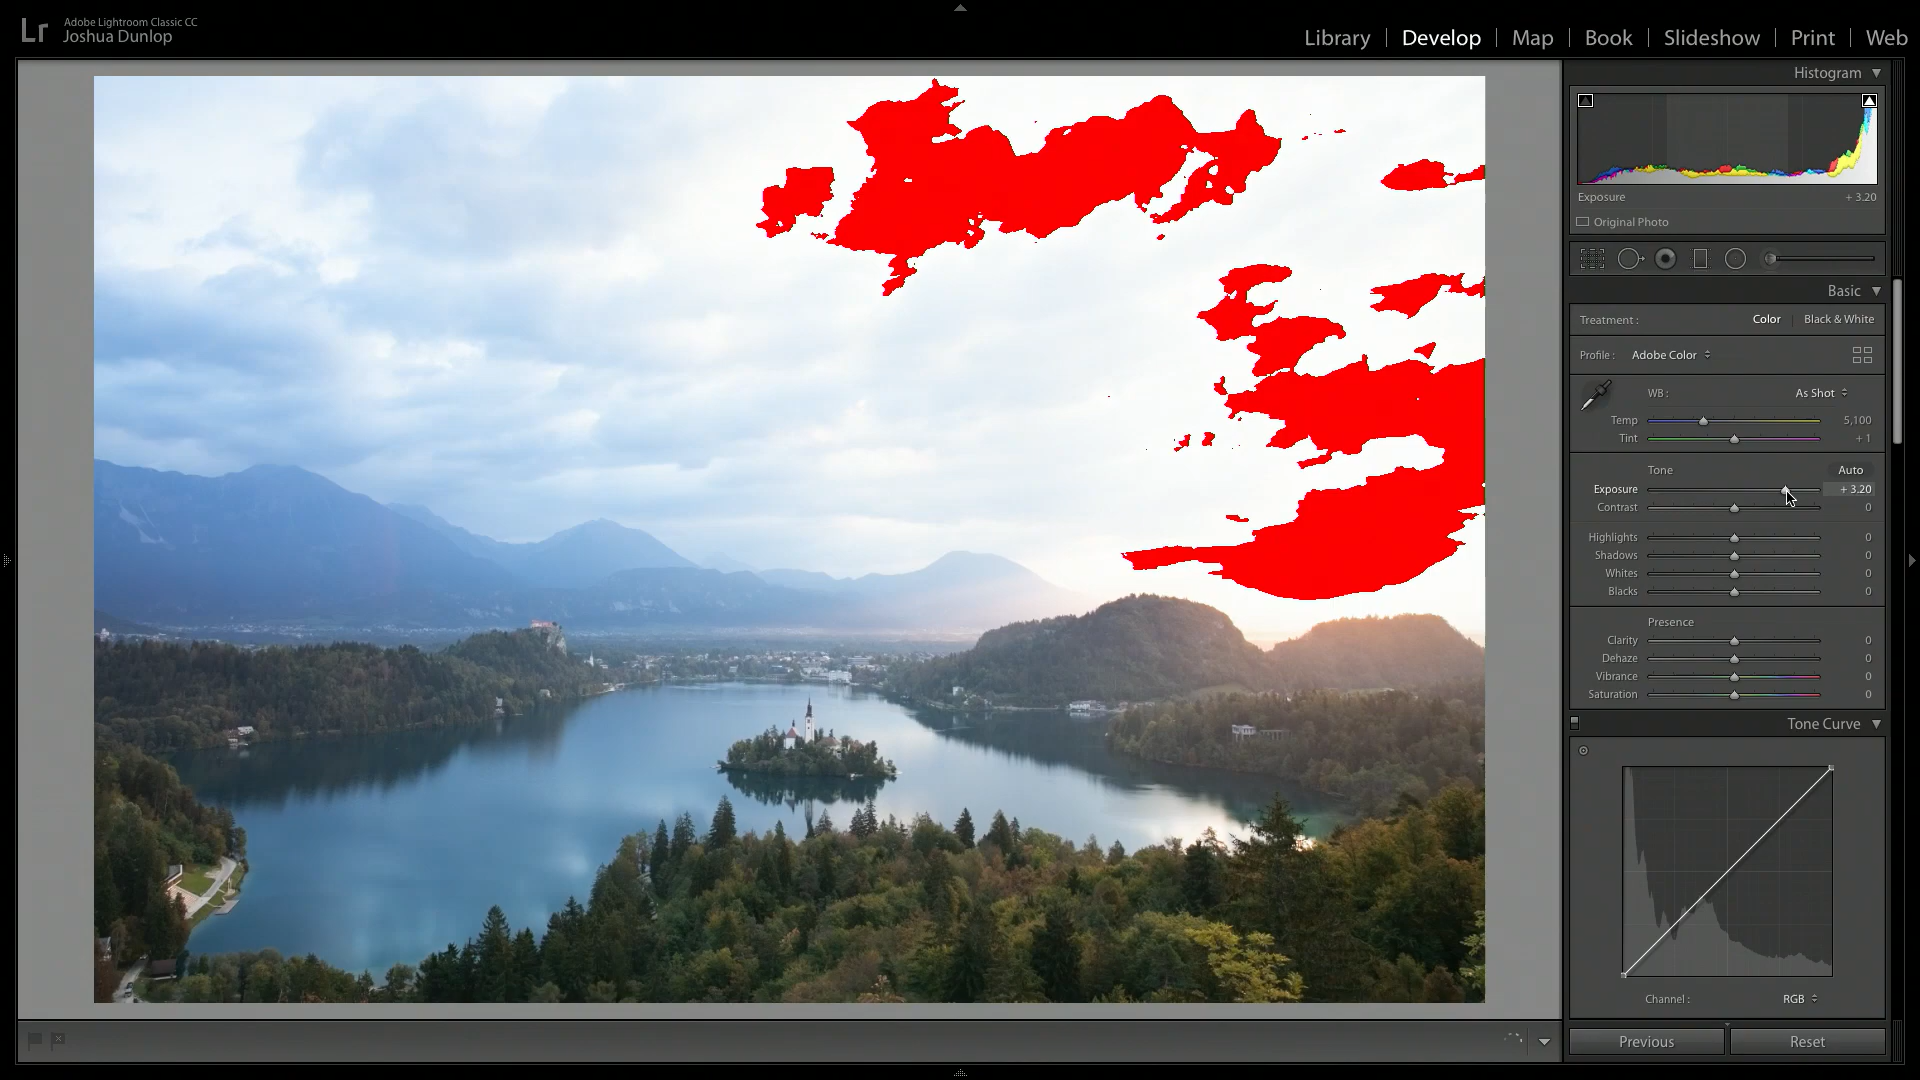 Lr
Adobe Lightroom Classic CC
Joshua Dunlop
Library | Develop | Map | Book | Slideshow | Print | Web
Histogram
Exposure + 3.20
Original Photo
Basic
Treatment : Color | Black & White
Profile : Adobe Color
WB : As Shot
Temp 5,100
Tint + 1
Tone Auto
Exposure + 3.20
Contrast 0
Highlights 0
Shadows 0
Whites 0
Blacks 0
Presence
Clarity 0
Dehaze 0
Vibrance 0
Saturation 0
Tone Curve
Channel : RGB
Previous Reset